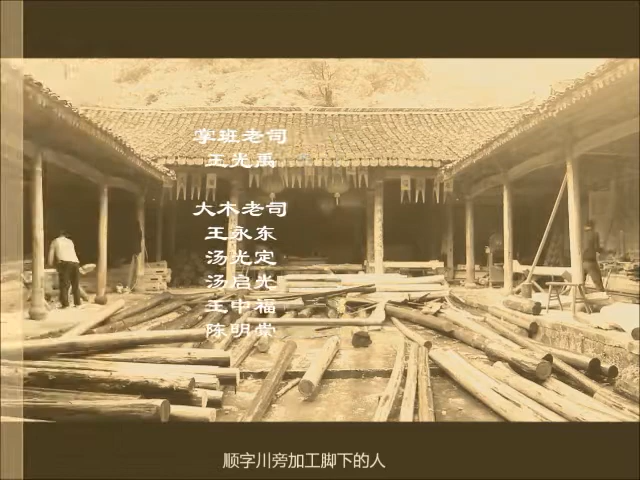 掌班老司
王光禹
大木老司
王永东
汤光定
汤启光
王中福
陈明崇
顺字川旁加工脚下的人